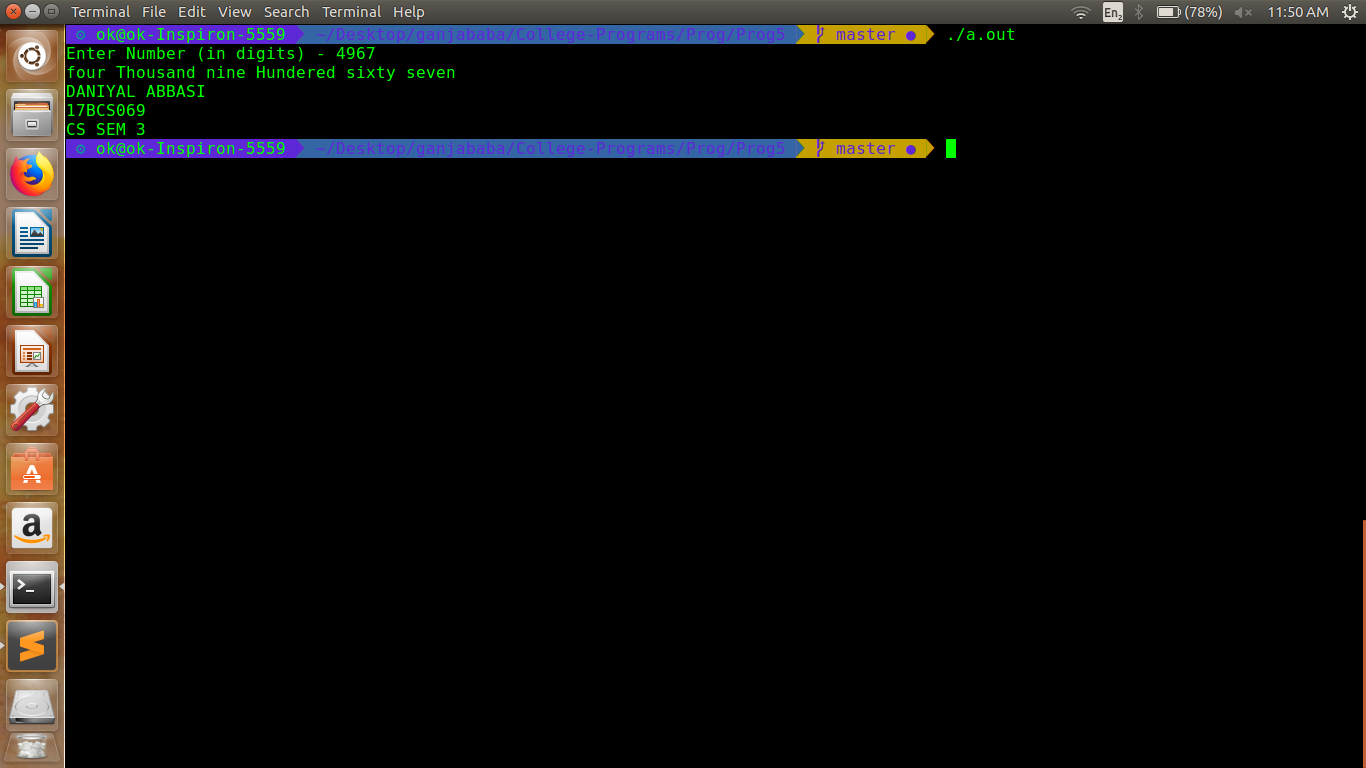 Terminal File Edit View Search Terminal Help En2 (78%) 11:50 AM
ok@ok-Inspiron-5559 ~/Desktop/ganjababa/College-Programs/Prog/Prog5 master ● ./a.out
Enter Number (in digits) - 4967
four Thousand nine Hundered sixty seven
DANIYAL ABBASI
17BCS069
CS SEM 3
ok@ok-Inspiron-5559 ~/Desktop/ganjababa/College-Programs/Prog/Prog5 master ●